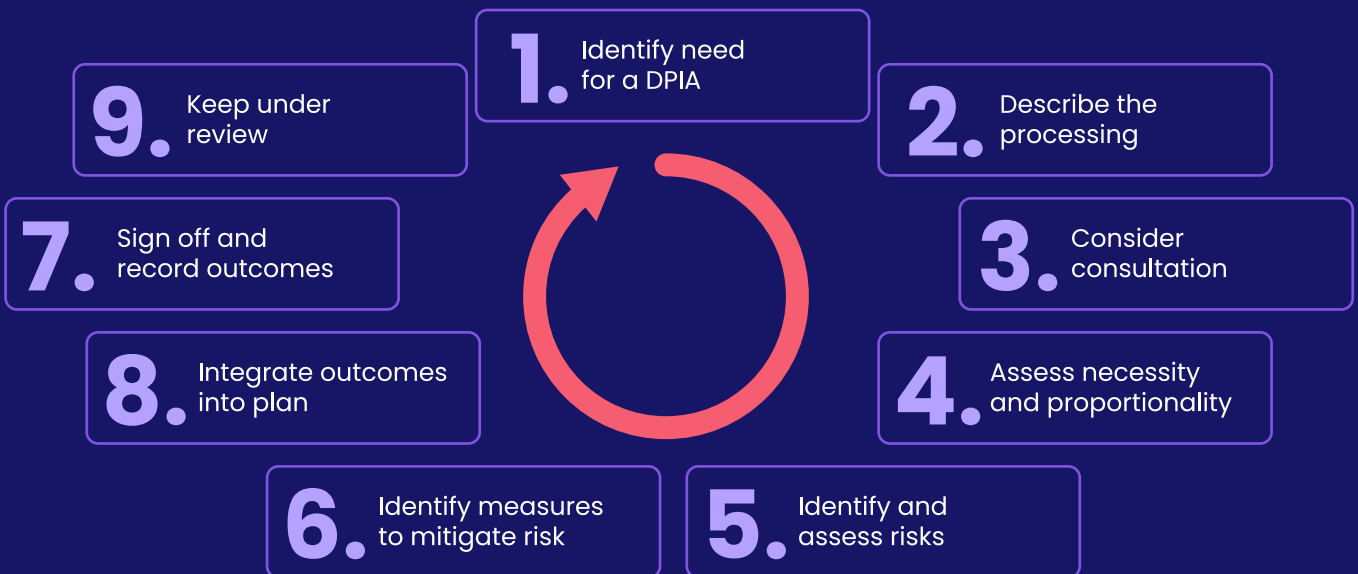 1. Identify need
for a DPIA
2. Describe the
processing
3. Consider
consultation
4. Assess necessity
and proportionality
5. Identify and
assess risks
6. Identify measures
to mitigate risk
8. Integrate outcomes
into plan
7. Sign off and
record outcomes
9. Keep under
review